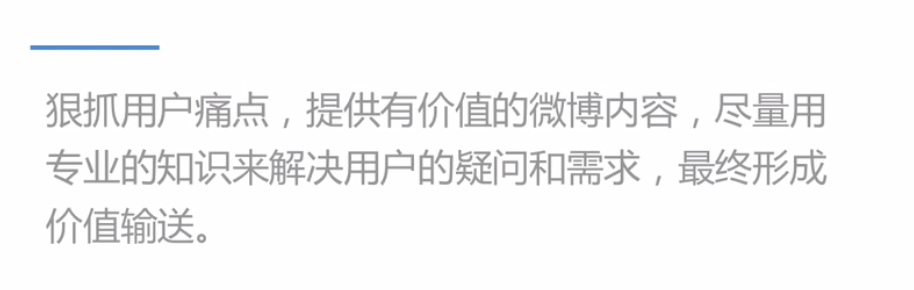 狠抓用户痛点，提供有价值的微博内容，尽量用
专业的知识来解决用户的疑问和需求，最终形成
价值输送。